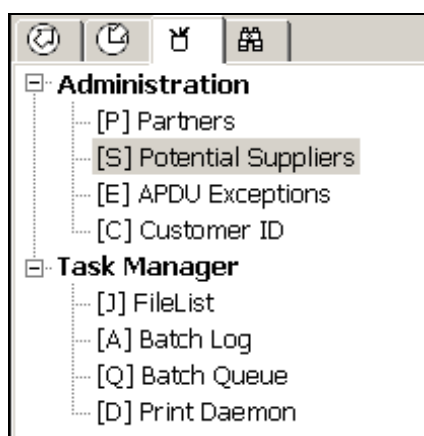 Administration
[P] Partners
[S] Potential Suppliers
[E] APDU Exceptions
[C] Customer ID
Task Manager
[J] FileList
[A] Batch Log
[Q] Batch Queue
[D] Print Daemon